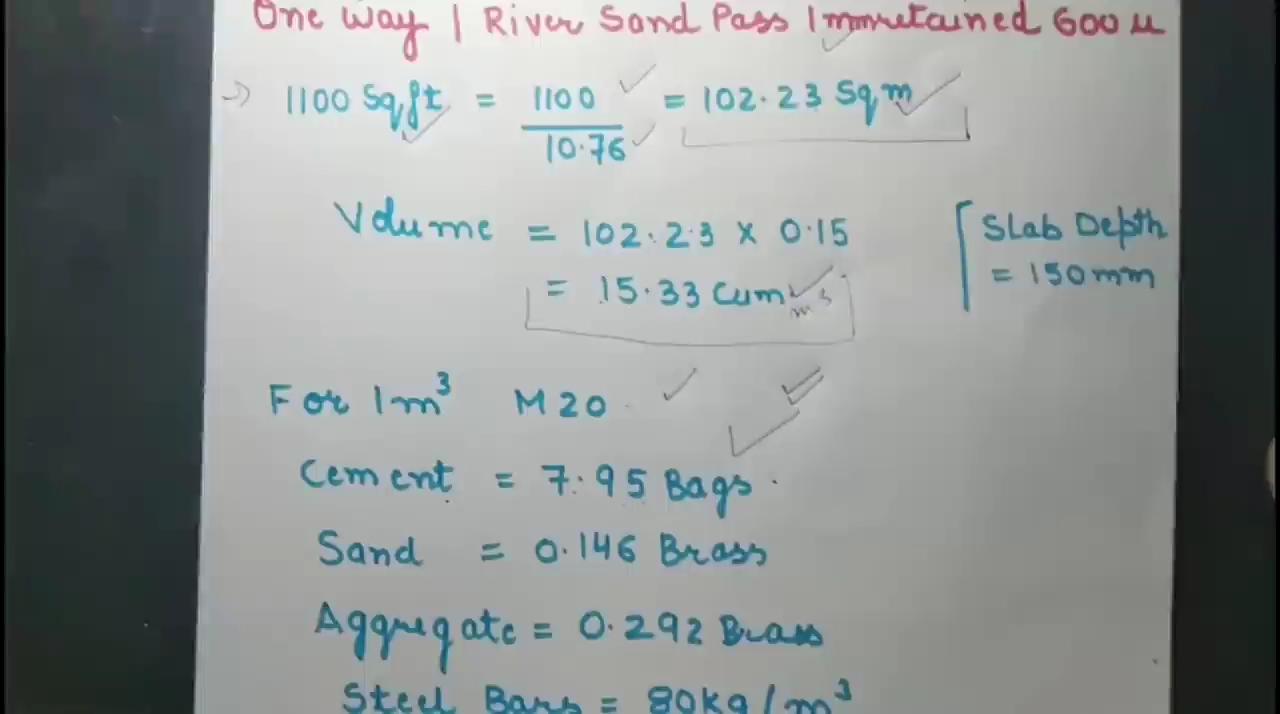 One Way | River Sand Pass 1mm retained 600 µ
→ 1100 Sqft = 1100 / 10.76 = 102.23 Sqm
Volume = 102.23 x 0.15
= 15.33 Cum m3
[Slab Depth
= 150mm
For 1m³ M20
Cement = 7.95 Bags.
Sand = 0.146 Brass
Aggregate = 0.292 Brass
Steel Bars = 80kg/m³